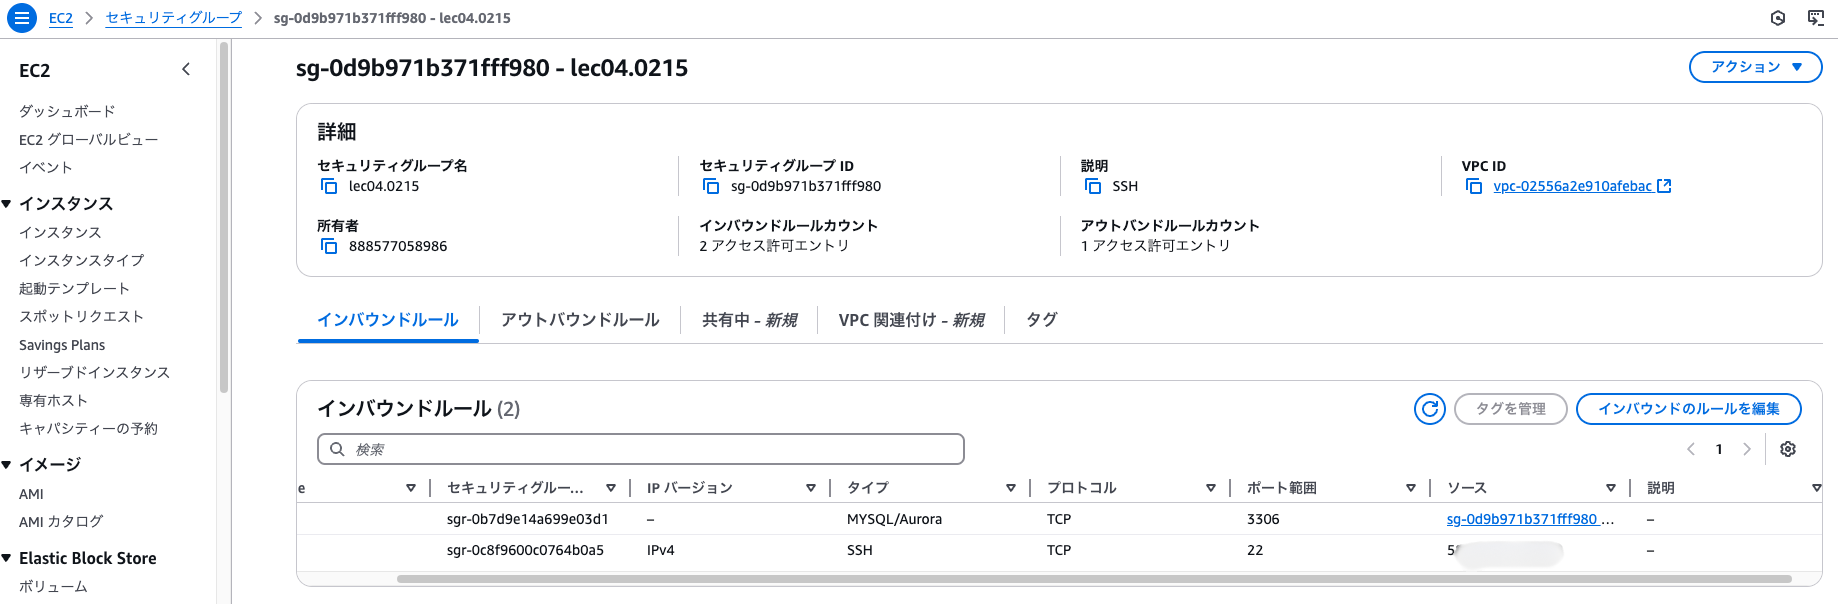 EC2 > セキュリティグループ > sg-0d9b971b371fff980 - lec04.0215
EC2
ダッシュボード
EC2 グローバルビュー
イベント
インスタンス
インスタンス
インスタンスタイプ
起動テンプレート
スポットリクエスト
Savings Plans
リザーブドインスタンス
専有ホスト
キャパシティーの予約
イメージ
AMI
AMI カタログ
Elastic Block Store
ボリューム
sg-0d9b971b371fff980 - lec04.0215
アクション
詳細
セキュリティグループ名
lec04.0215
セキュリティグループ ID
sg-0d9b971b371fff980
説明
SSH
VPC ID
vpc-02556a2e910afebac
所有者
888577058986
インバウンドルールカウント
2 アクセス許可エントリ
アウトバンドルールカウント
1 アクセス許可エントリ
インバウンドルール アウトバウンドルール 共有中 - 新規 VPC 関連付け - 新規 タグ
インバウンドルール (2)
タグを管理 インバウンドのルールを編集
検索
1
e セキュリティグルー... IP バージョン タイプ プロトコル ポート範囲 ソース 説明
sgr-0b7d9e14a699e03d1 – MYSQL/Aurora TCP 3306 sg-0d9b971b371fff980 ... –
sgr-0c8f9600c0764b0a5 IPv4 SSH TCP 22 –